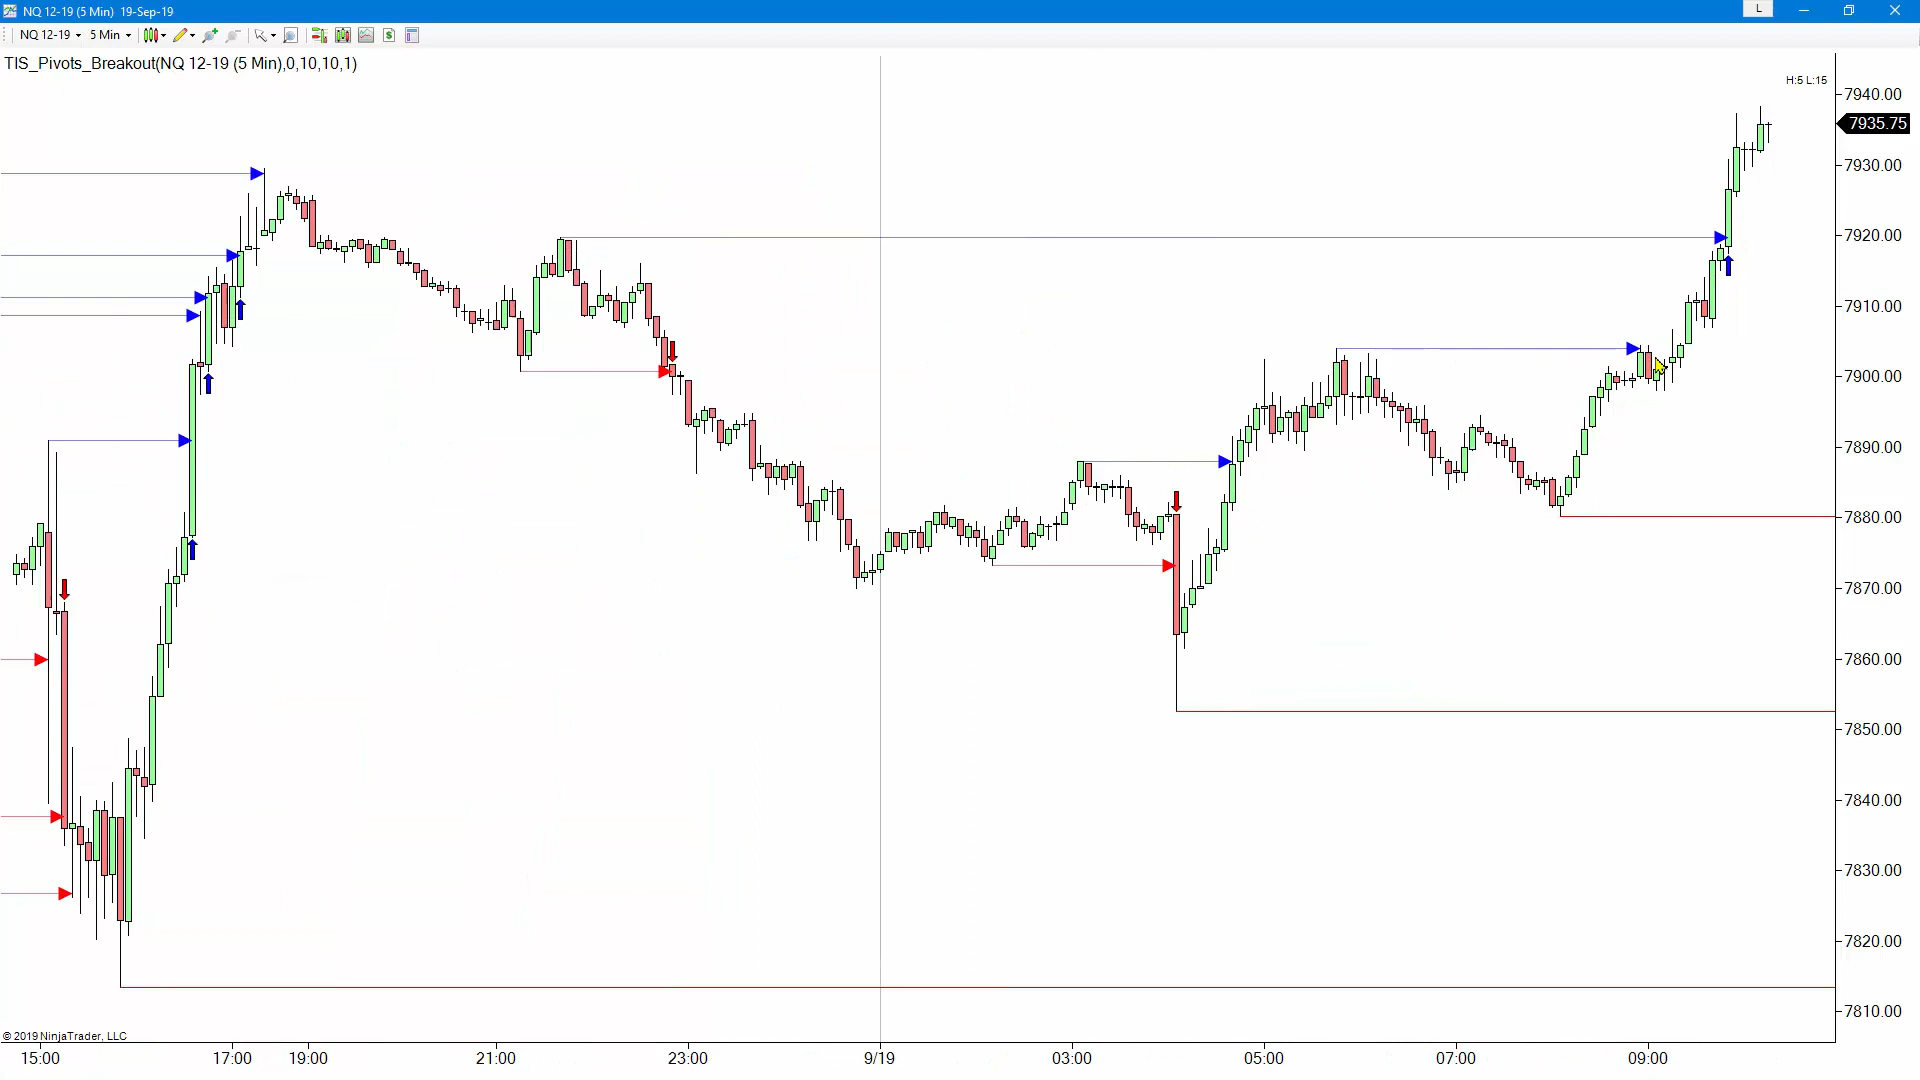 NQ 12-19 (5 Min) 19-Sep-19
L
NQ 12-19 5 Min
TIS_Pivots_Breakout(NQ 12-19 (5 Min),0,10,10,1)
H:5 L:15
7940.00
7935.75
7930.00
7920.00
7910.00
7900.00
7890.00
7880.00
7870.00
7860.00
7850.00
7840.00
7830.00
7820.00
7810.00
© 2019 NinjaTrader, LLC
15:00 17:00 19:00 21:00 23:00 9/19 03:00 05:00 07:00 09:00